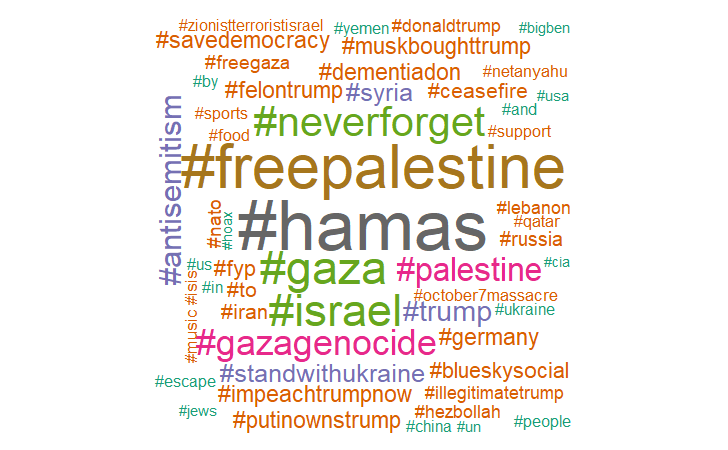 #zionistterroristisrael
#yemen
#donaldtrump
#bigben
#savedemocracy
#muskboughttrump
#freegaza
#dementiadon
#netanyahu
#by
#felontrump
#syria
#ceasefire
#usa
#sports
#neverforget
#and
#food
#support
#antisemitism
#freepalestine
#nato
#hoax
#hamas
#lebanon
#qatar
#russia
#us
#fyp
#gaza
#palestine
#cia
#music
#isis
#in
#to
#october7massacre
#iran
#israel
#trump
#ukraine
#gazagenocide
#germany
#escape
#standwithukraine
#blueskysocial
#impeachtrumpnow
#illegitimatetrump
#jews
#putinownstrump
#hezbollah
#china
#un
#people